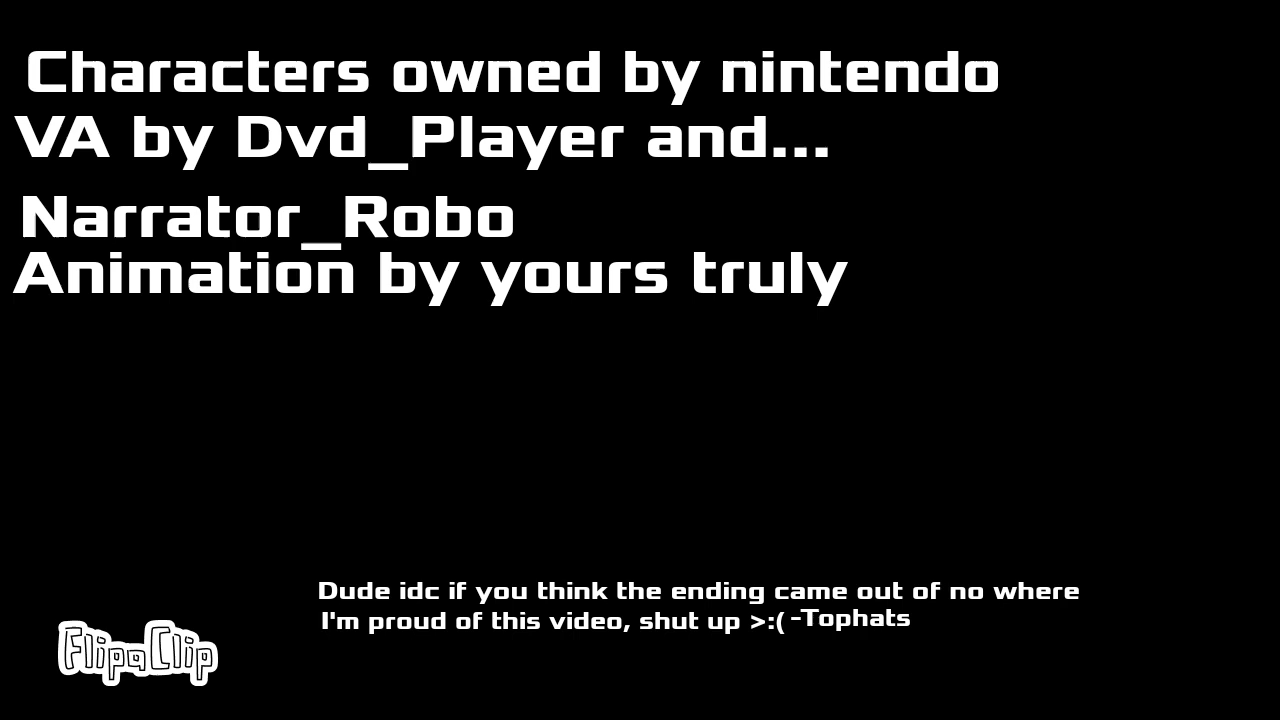 Characters owned by nintendo
VA by Dvd_Player and...
Narrator_Robo
Animation by yours truly
Dude idc if you think the ending came out of no where
I'm proud of this video, shut up >:( -Tophats
FlipaClip